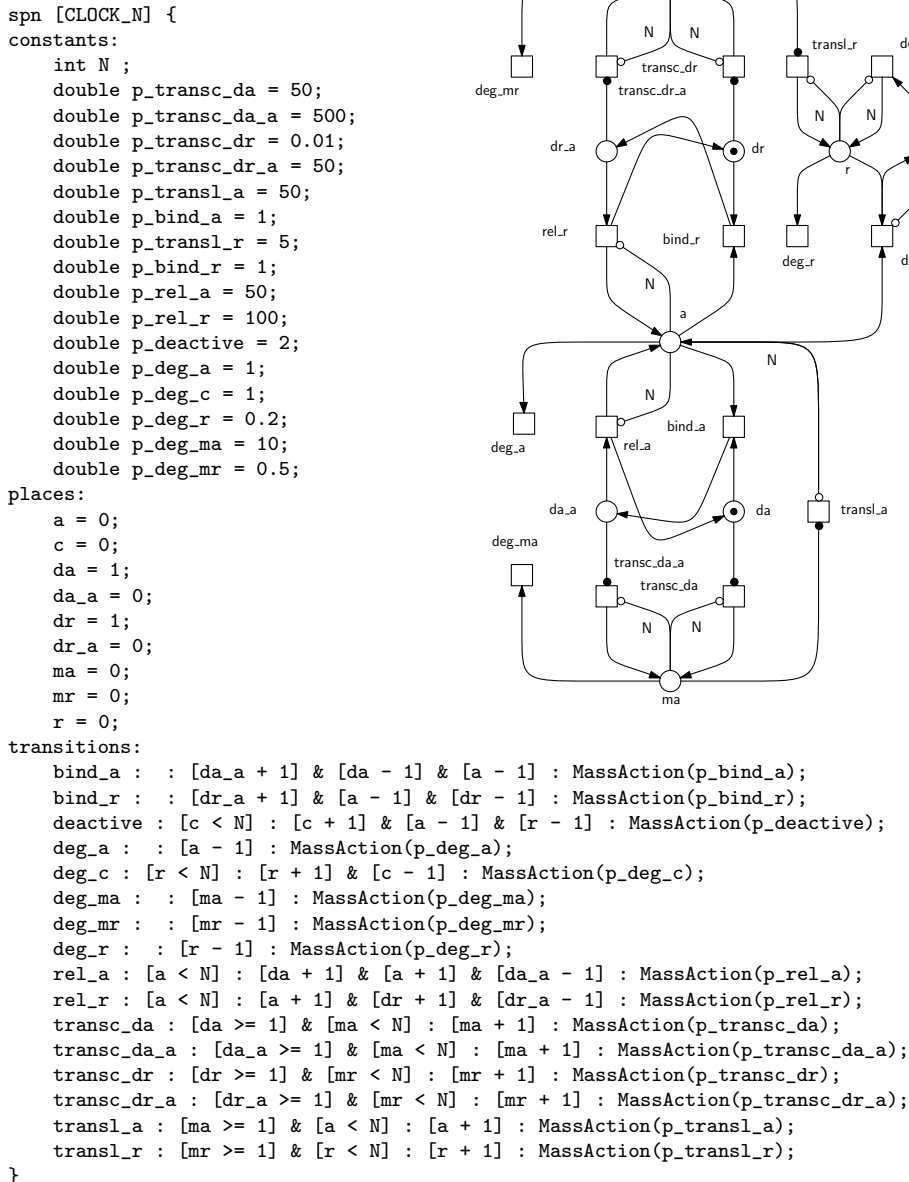 spn [CLOCK_N] {
constants:
int N ;
double p_transc_da = 50;
double p_transc_da_a = 500;
double p_transc_dr = 0.01;
double p_transc_dr_a = 50;
double p_transl_a = 50;
double p_bind_a = 1;
double p_transl_r = 5;
double p_bind_r = 1;
double p_rel_a = 50;
double p_rel_r = 100;
double p_deactive = 2;
double p_deg_a = 1;
double p_deg_c = 1;
double p_deg_r = 0.2;
double p_deg_ma = 10;
double p_deg_mr = 0.5;
places:
a = 0;
c = 0;
da = 1;
da_a = 0;
dr = 1;
dr_a = 0;
ma = 0;
mr = 0;
r = 0;
transitions:
bind_a : : [da_a + 1] & [da - 1] & [a - 1] : MassAction(p_bind_a);
bind_r : : [dr_a + 1] & [a - 1] & [dr - 1] : MassAction(p_bind_r);
deactive : [c < N] : [c + 1] & [a - 1] & [r - 1] : MassAction(p_deactive);
deg_a : : [a - 1] : MassAction(p_deg_a);
deg_c : [r < N] : [r + 1] & [c - 1] : MassAction(p_deg_c);
deg_ma : : [ma - 1] : MassAction(p_deg_ma);
deg_mr : : [mr - 1] : MassAction(p_deg_mr);
deg_r : : [r - 1] : MassAction(p_deg_r);
rel_a : [a < N] : [da + 1] & [a + 1] & [da_a - 1] : MassAction(p_rel_a);
rel_r : [a < N] : [a + 1] & [dr + 1] & [dr_a - 1] : MassAction(p_rel_r);
transc_da : [da >= 1] & [ma < N] : [ma + 1] : MassAction(p_transc_da);
transc_da_a : [da_a >= 1] & [ma < N] : [ma + 1] : MassAction(p_transc_da_a);
transc_dr : [dr >= 1] & [mr < N] : [mr + 1] : MassAction(p_transc_dr);
transc_dr_a : [dr_a >= 1] & [mr < N] : [mr + 1] : MassAction(p_transc_dr_a);
transl_a : [ma >= 1] & [a < N] : [a + 1] : MassAction(p_transl_a);
transl_r : [mr >= 1] & [r < N] : [r + 1] : MassAction(p_transl_r);
}
N N
transl_r
transc_dr
deg_mr
transc_dr_a
N N
dr_a
dr
r
rel_r
bind_r
deg_r
N
a
N
N
bind_a
rel_a
deg_a
da_a
da
transl_a
deg_ma
transc_da_a
transc_da
N N
ma